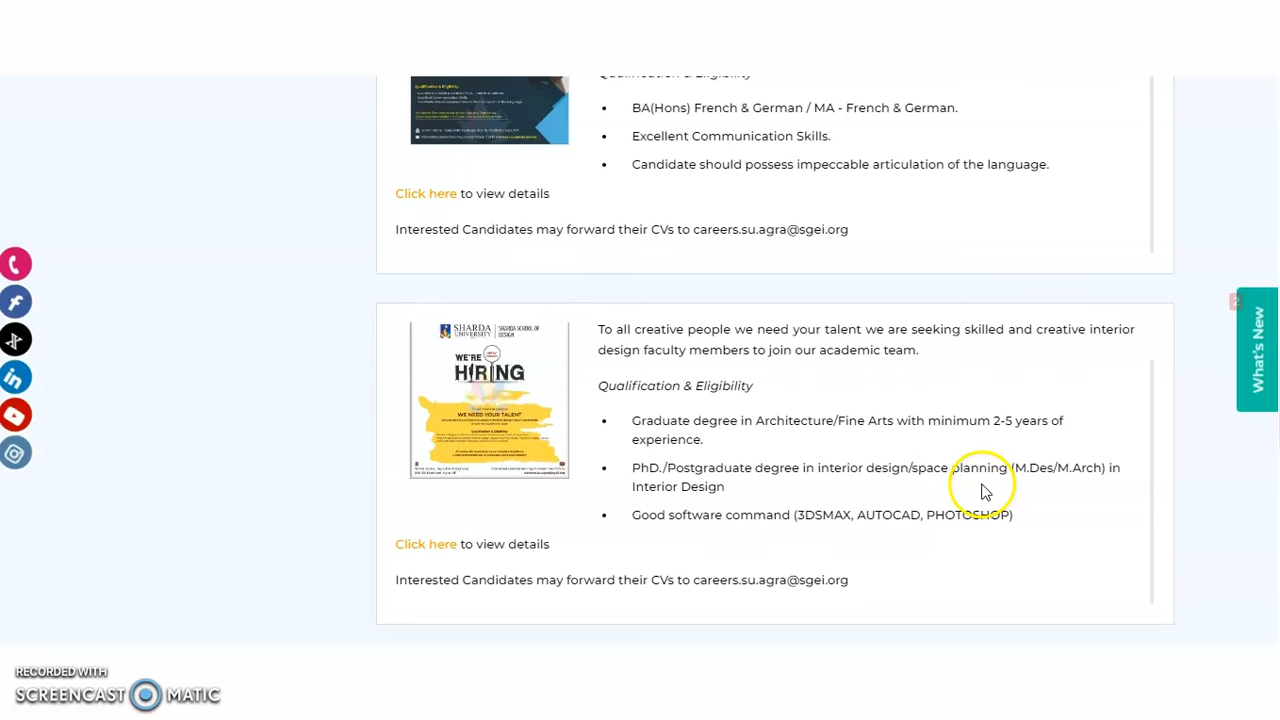 Qualification & Eligibility
Qualification & Eligibility
BA(Hons) French & German / MA - French & German.
Excellent Communication Skills.
Candidate should possess impeccable articulation of the language.
Click here to view details
Interested Candidates may forward their CVs to careers.su.agra@sgei.org
What's New
2
SHARDA UNIVERSITY
SHARDA SCHOOL OF DESIGN
WE'RE
HIRING
WE NEED YOUR TALENT
To all creative people we need your talent we are seeking skilled and creative interior
design faculty members to join our academic team.
Qualification & Eligibility
Graduate degree in Architecture/Fine Arts with minimum 2-5 years of
experience.
PhD./Postgraduate degree in interior design/space planning (M.Des/M.Arch) in
Interior Design
Good software command (3DSMAX, AUTOCAD, PHOTOSHOP)
Click here to view details
Interested Candidates may forward their CVs to careers.su.agra@sgei.org
RECORDED WITH
SCREENCAST MATIC